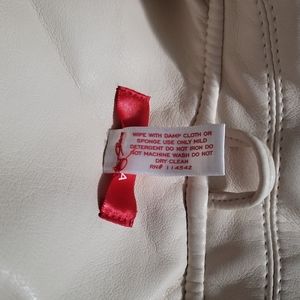 WIPE WITH DAMP CLOTH OR
SPONGE USE ONLY MILD
DETERGENT DO NOT IRON DO
NOT MACHINE WASH DO NOT
DRY CLEAN
RN# 114542